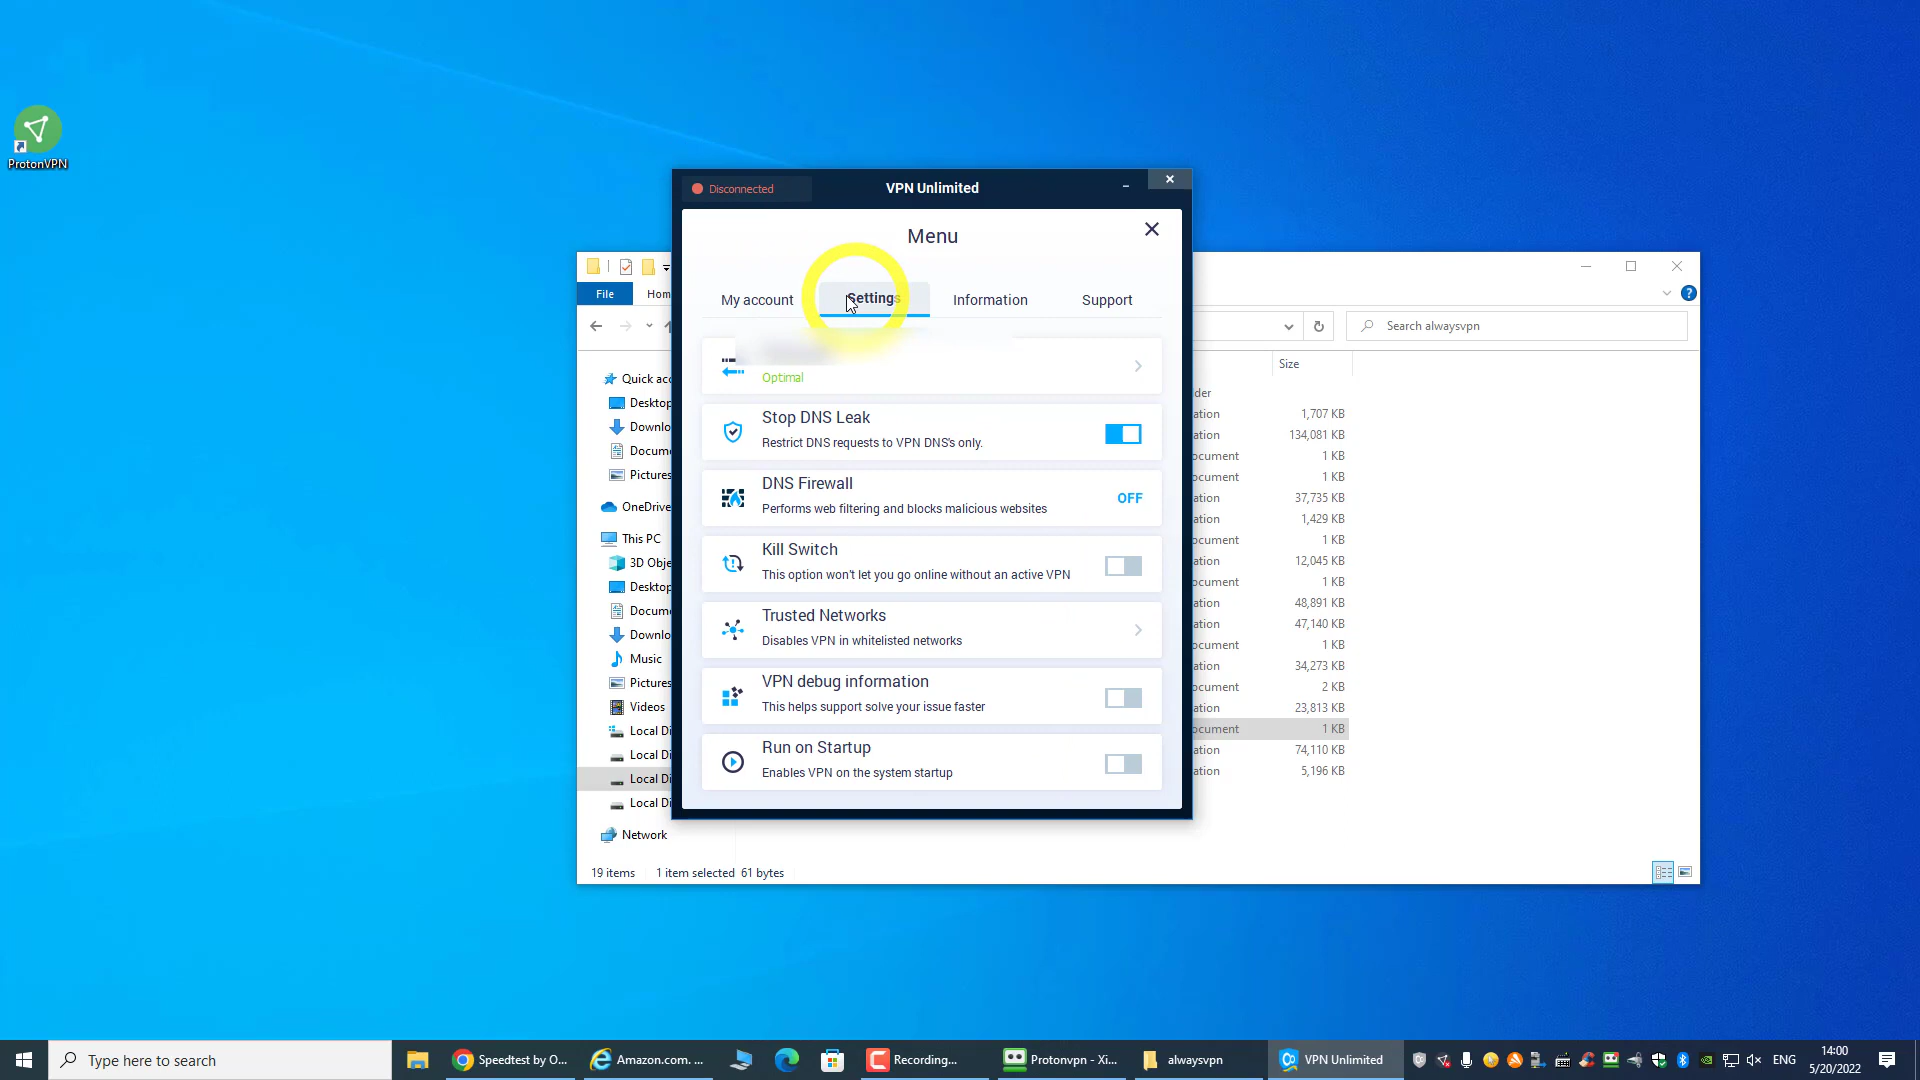 ProtonVPN
Disconnected
VPN Unlimited
Menu
My account
Settings
Information
Support
Optimal
Stop DNS Leak
Restrict DNS requests to VPN DNS's only.
DNS Firewall
Performs web filtering and blocks malicious websites
OFF
Kill Switch
This option won't let you go online without an active VPN
Trusted Networks
Disables VPN in whitelisted networks
VPN debug information
This helps support solve your issue faster
Run on Startup
Enables VPN on the system startup
File
Hom
Search alwaysvpn
Quick acc
Desktop
Downlo
Docume
Pictures
OneDrive
This PC
3D Obje
Desktop
Docume
Downlo
Music
Pictures
Videos
Local Di
Local Di
Local Di
Local Di
Network
Size
der
ation 1,707 KB
ation 134,081 KB
ocument 1 KB
ocument 1 KB
ation 37,735 KB
ation 1,429 KB
ocument 1 KB
ation 12,045 KB
ocument 1 KB
ation 48,891 KB
ation 47,140 KB
ocument 1 KB
ation 34,273 KB
ocument 2 KB
ation 23,813 KB
ocument 1 KB
ation 74,110 KB
ation 5,196 KB
19 items
1 item selected 61 bytes
Type here to search
Speedtest by O...
Amazon.com. ...
Recording...
Protonvpn - Xi...
alwaysvpn
VPN Unlimited
ENG
14:00
5/20/2022